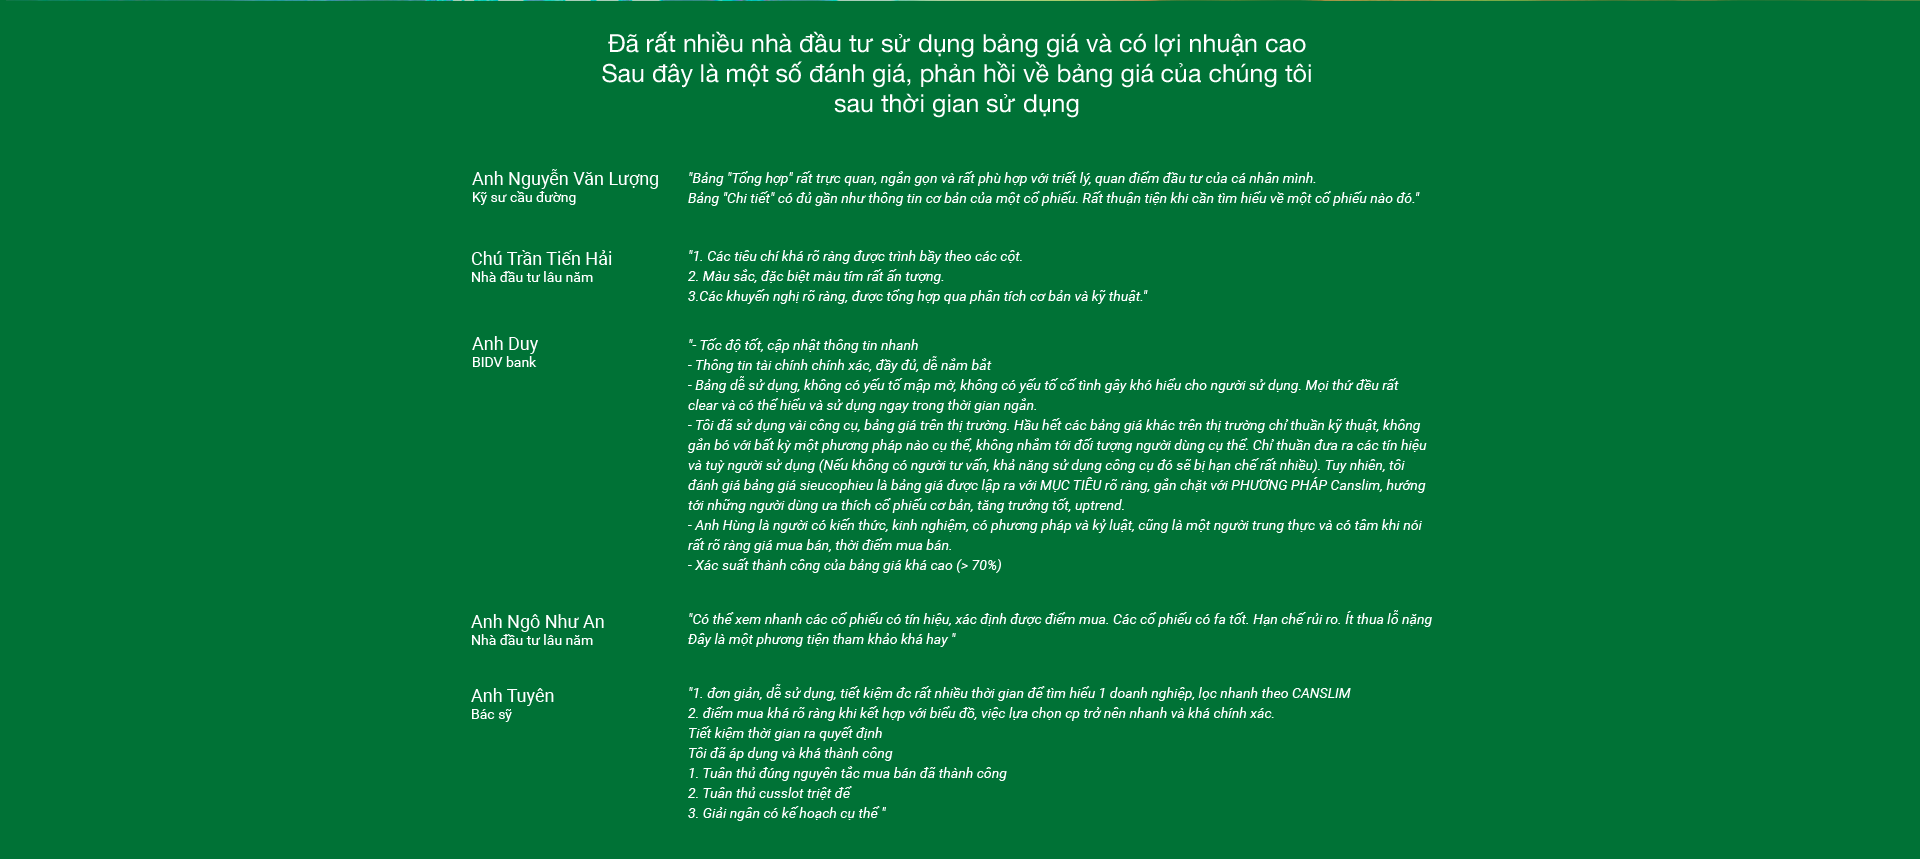 Đã rất nhiều nhà đầu tư sử dụng bảng giá và có lợi nhuận cao
Sau đây là một số đánh giá, phản hồi về bảng giá của chúng tôi
sau thời gian sử dụng
Anh Nguyễn Văn Lượng
Kỹ sư cầu đường
"Bảng "Tổng hợp" rất trực quan, ngắn gọn và rất phù hợp với triết lý, quan điểm đầu tư của cá nhân mình.
Bảng "Chi tiết" có đủ gần như thông tin cơ bản của một cổ phiếu. Rất thuận tiện khi cần tìm hiểu về một cổ phiếu nào đó."
Chú Trần Tiến Hải
Nhà đầu tư lâu năm
"1. Các tiêu chí khá rõ ràng được trình bầy theo các cột.
2. Màu sắc, đặc biệt màu tím rất ấn tượng.
3.Các khuyến nghị rõ ràng, được tổng hợp qua phân tích cơ bản và kỹ thuật."
Anh Duy
BIDV bank
"- Tốc độ tốt, cập nhật thông tin nhanh
- Thông tin tài chính chính xác, đầy đủ, dễ nắm bắt
- Bảng dễ sử dụng, không có yếu tố mập mờ, không có yếu tố cố tình gây khó hiểu cho người sử dụng. Mọi thứ đều rất
clear và có thể hiểu và sử dụng ngay trong thời gian ngắn.
- Tôi đã sử dụng vài công cụ, bảng giá trên thị trường. Hầu hết các bảng giá khác trên thị trường chỉ thuần kỹ thuật, không
gắn bó với bất kỳ một phương pháp nào cụ thể, không nhắm tới đối tượng người dùng cụ thể. Chỉ thuần đưa ra các tín hiệu
và tuỳ người sử dụng (Nếu không có người tư vấn, khả năng sử dụng công cụ đó sẽ bị hạn chế rất nhiều). Tuy nhiên, tôi
đánh giá bảng giá sieucophieu là bảng giá được lập ra với MỤC TIÊU rõ ràng, gắn chặt với PHƯƠNG PHÁP Canslim, hướng
tới những người dùng ưa thích cổ phiếu cơ bản, tăng trưởng tốt, uptrend.
- Anh Hùng là người có kiến thức, kinh nghiệm, có phương pháp và kỷ luật, cũng là một người trung thực và có tâm khi nói
rất rõ ràng giá mua bán, thời điểm mua bán.
- Xác suất thành công của bảng giá khá cao (> 70%)
Anh Ngô Như An
Nhà đầu tư lâu năm
"Có thể xem nhanh các cổ phiếu có tín hiệu, xác định được điểm mua. Các cổ phiếu có fa tốt. Hạn chế rủi ro. Ít thua lỗ nặng
Đây là một phương tiện tham khảo khá hay "
Anh Tuyên
Bác sỹ
"1. đơn giản, dễ sử dụng, tiết kiệm đc rất nhiều thời gian để tìm hiểu 1 doanh nghiệp, lọc nhanh theo CANSLIM
2. điểm mua khá rõ ràng khi kết hợp với biểu đồ, việc lựa chọn cp trở nên nhanh và khá chính xác.
Tiết kiệm thời gian ra quyết định
Tôi đã áp dụng và khá thành công
1. Tuân thủ đúng nguyên tắc mua bán đã thành công
2. Tuân thủ cusslot triệt để
3. Giải ngân có kế hoạch cụ thể "